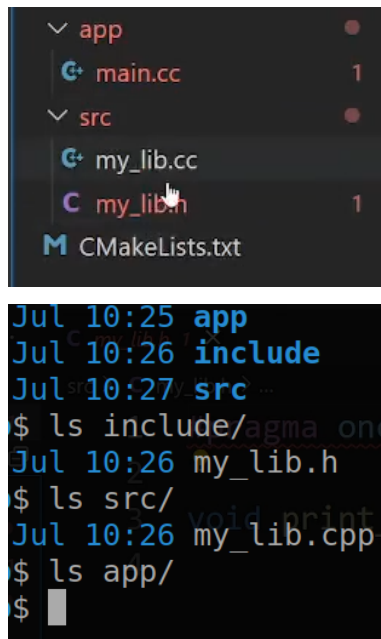 app
main.cc 1
src
my_lib.cc
my_lib.h 1
CMakeLists.txt
Jul 10:25 app
Jul 10:26 include
Jul 10:27 src
$ ls include/
Jul 10:26 my_lib.h
$ ls src/
Jul 10:26 my_lib.cpp
$ ls app/
$